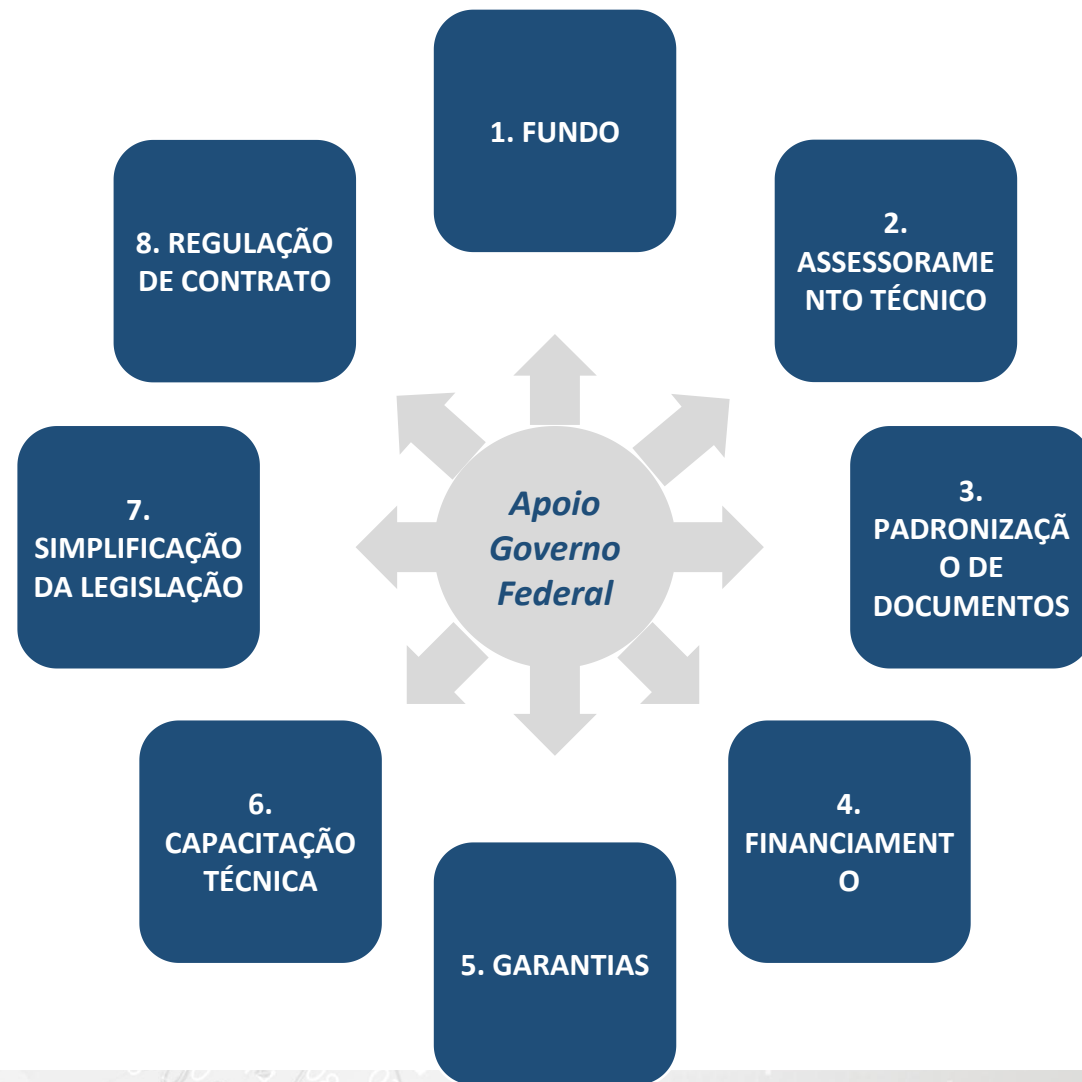 1. FUNDO
2.
ASSESSORAME
NTO TÉCNICO
3.
PADRONIZAÇÃ
O DE
DOCUMENTOS
4.
FINANCIAMENT
O
5. GARANTIAS
6.
CAPACITAÇÃO
TÉCNICA
7.
SIMPLIFICAÇÃO
DA LEGISLAÇÃO
8. REGULAÇÃO
DE CONTRATO
Apoio
Governo
Federal